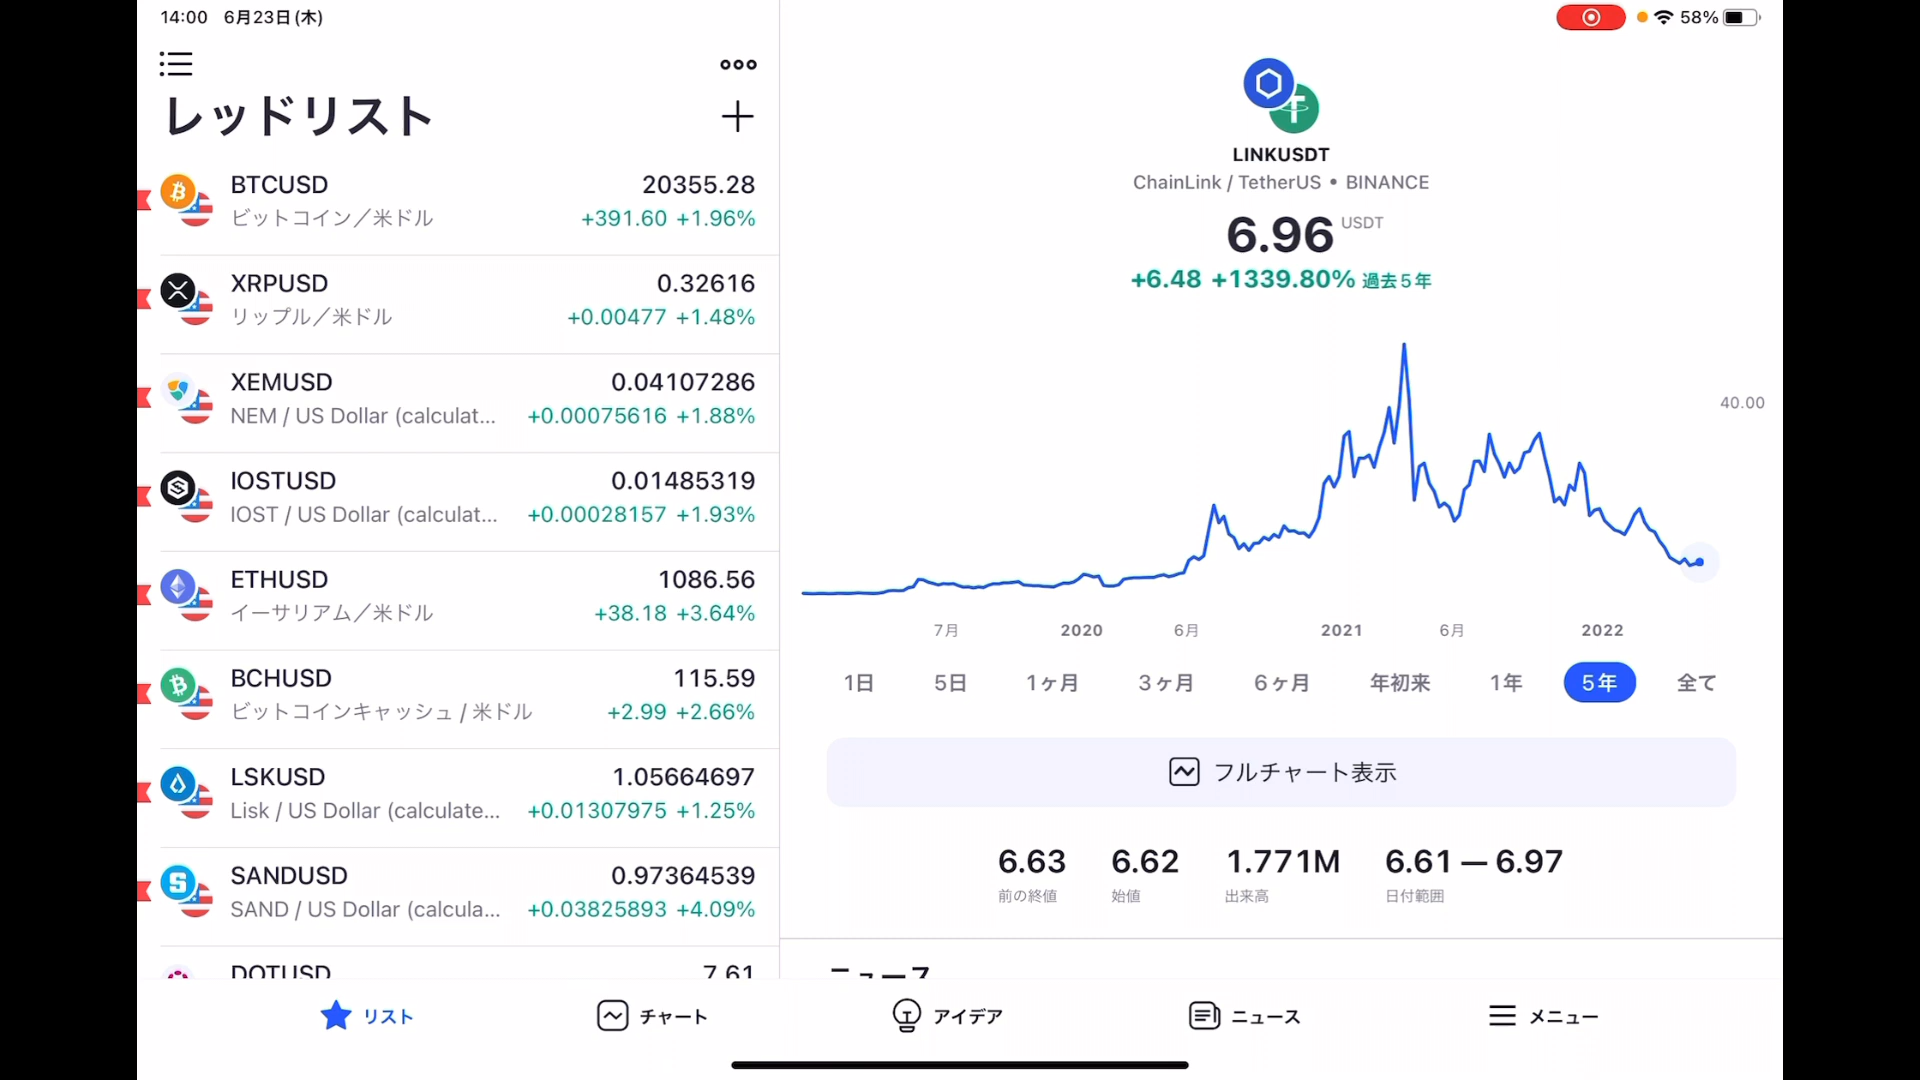 14:00 6月23日(木)
58%
レッドリスト
BTCUSD 20355.28
ビットコイン／米ドル +391.60 +1.96%
XRPUSD 0.32616
リップル／米ドル +0.00477 +1.48%
XEMUSD 0.04107286
NEM / US Dollar (calculat... +0.00075616 +1.88%
IOSTUSD 0.01485319
IOST / US Dollar (calculat... +0.00028157 +1.93%
ETHUSD 1086.56
イーサリアム／米ドル +38.18 +3.64%
BCHUSD 115.59
ビットコインキャッシュ / 米ドル +2.99 +2.66%
LSKUSD 1.05664697
Lisk / US Dollar (calculate... +0.01307975 +1.25%
SANDUSD 0.97364539
SAND / US Dollar (calcula... +0.03825893 +4.09%
DOTUSD 7.61
LINKUSDT
ChainLink / TetherUS • BINANCE
6.96 USDT
+6.48 +1339.80% 過去５年
40.00
7月 2020 6月 2021 6月 2022
1日 5日 1ヶ月 3ヶ月 6ヶ月 年初来 1年 5年 全て
フルチャート表示
6.63 6.62 1.771M 6.61 — 6.97
前の終値 始値 出来高 日付範囲
ニュース
リスト チャート アイデア ニュース メニュー